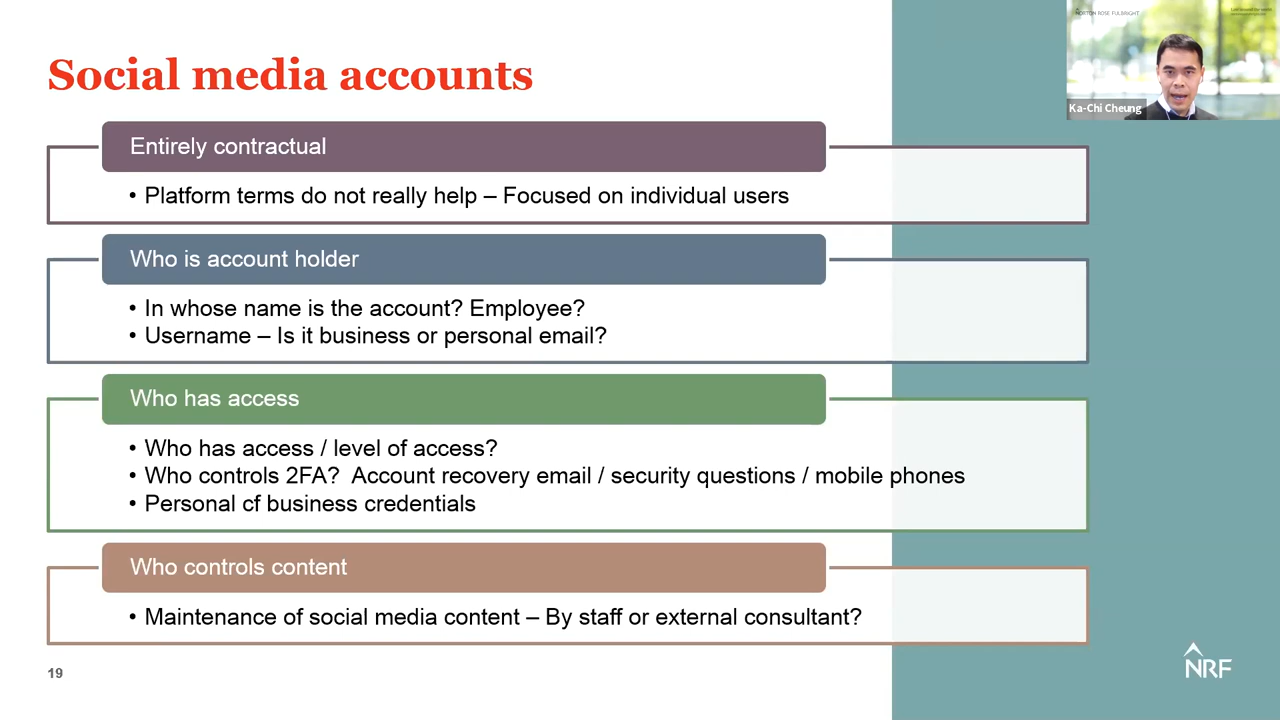 NORTON ROSE FULBRIGHT
Social media accounts
Ka-Chi Cheung
Entirely contractual
• Platform terms do not really help – Focused on individual users
Who is account holder
• In whose name is the account? Employee?
• Username – Is it business or personal email?
Who has access
• Who has access / level of access?
• Who controls 2FA? Account recovery email / security questions / mobile phones
• Personal cf business credentials
Who controls content
• Maintenance of social media content – By staff or external consultant?
19
NRF